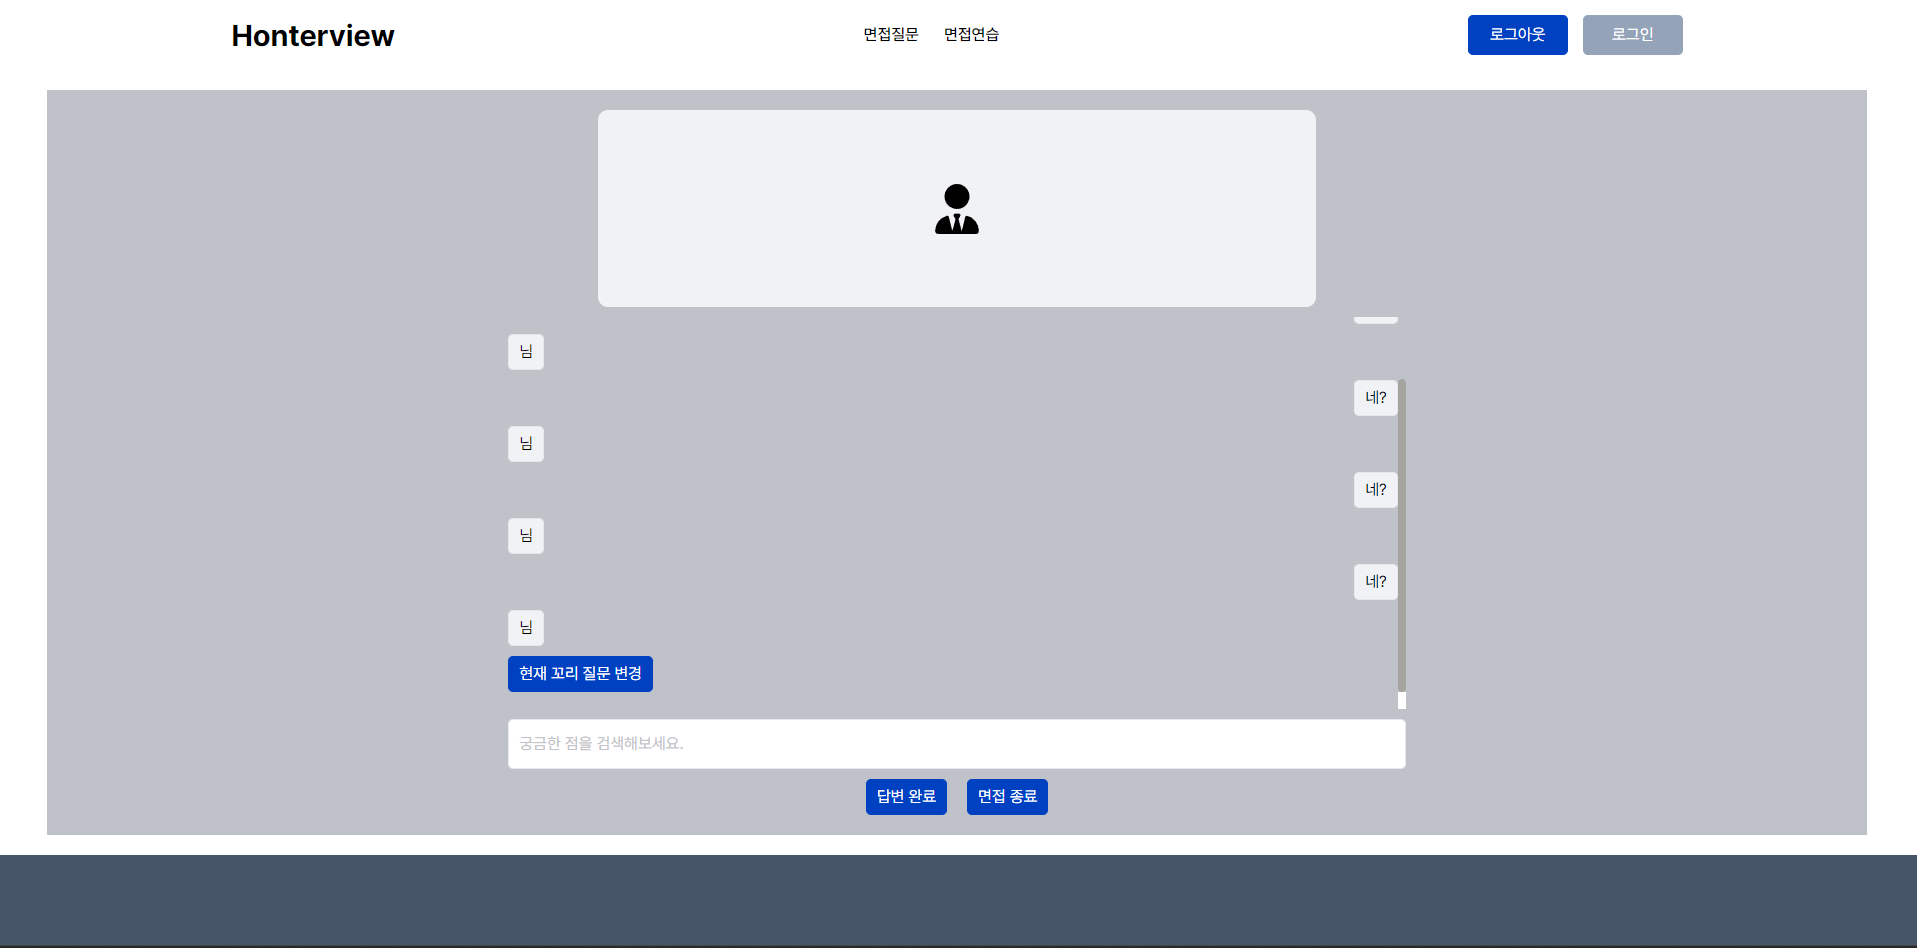 Honterview
면접질문 면접연습
로그아웃 로그인
님
네?
님
네?
님
네?
님
현재 꼬리 질문 변경
궁금한 점을 검색해보세요.
답변 완료 면접 종료